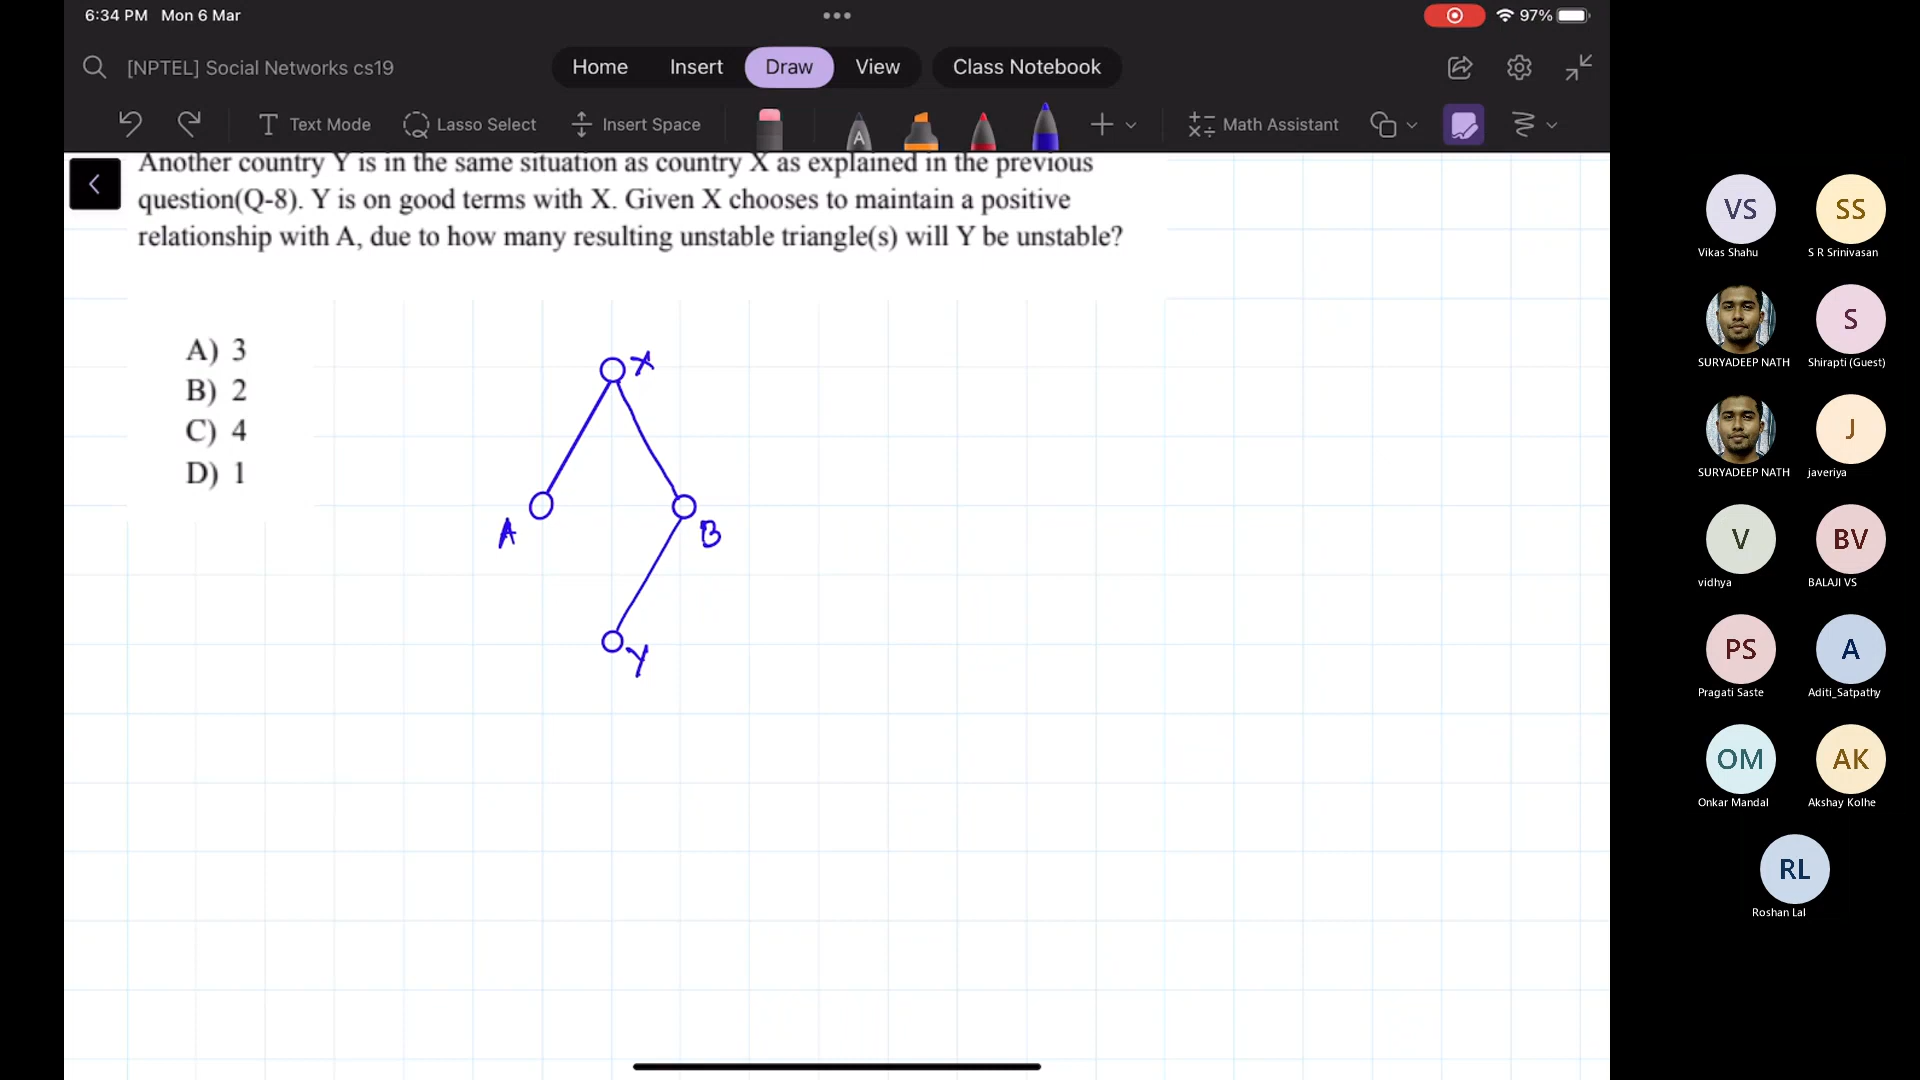 6:34 PM Mon 6 Mar
97%
[NPTEL] Social Networks cs19
Home Insert Draw View Class Notebook
Text Mode Lasso Select Insert Space A Math Assistant
Another country Y is in the same situation as country X as explained in the previous
question(Q-8). Y is on good terms with X. Given X chooses to maintain a positive
relationship with A, due to how many resulting unstable triangle(s) will Y be unstable?
A) 3
B) 2
C) 4
D) 1
X
A
B
Y
VS
Vikas Shahu
SS
S R Srinivasan
SURYADEEP NATH
S
Shirapti (Guest)
SURYADEEP NATH
J
javeriya
V
vidhya
BV
BALAJI VS
PS
Pragati Saste
A
Aditi_Satpathy
OM
Onkar Mandal
AK
Akshay Kolhe
RL
Roshan Lal